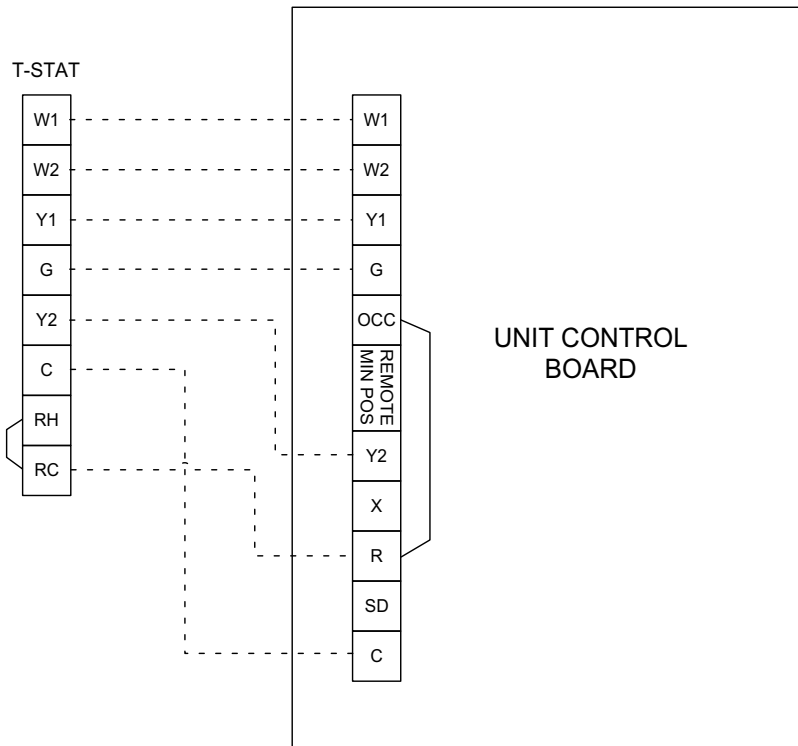 T-STAT
W1
W2
Y1
G
Y2
C
RH
RC
W1
W2
Y1
G
OCC
REMOTE
MIN POS
Y2
X
R
SD
C
UNIT CONTROL
BOARD